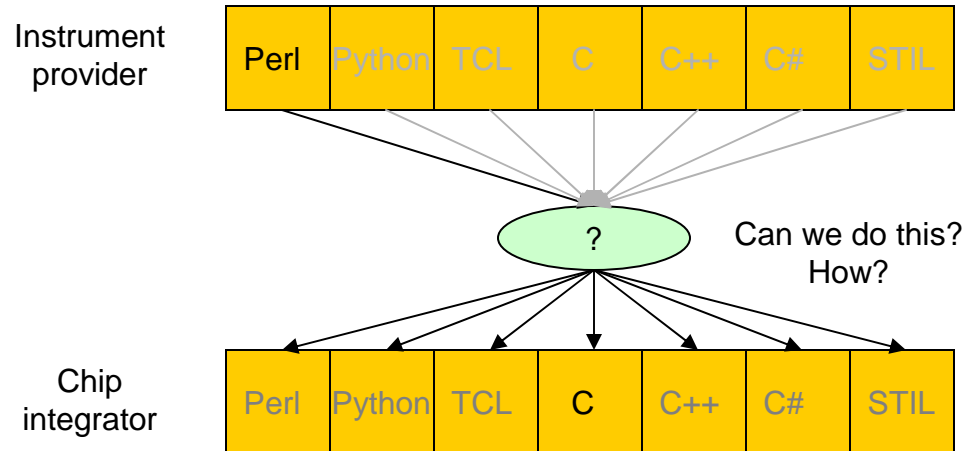 Instrument
provider
Perl Python TCL C C++ C# STIL
?
Can we do this?
How?
Chip
integrator
Perl Python TCL C C++ C# STIL